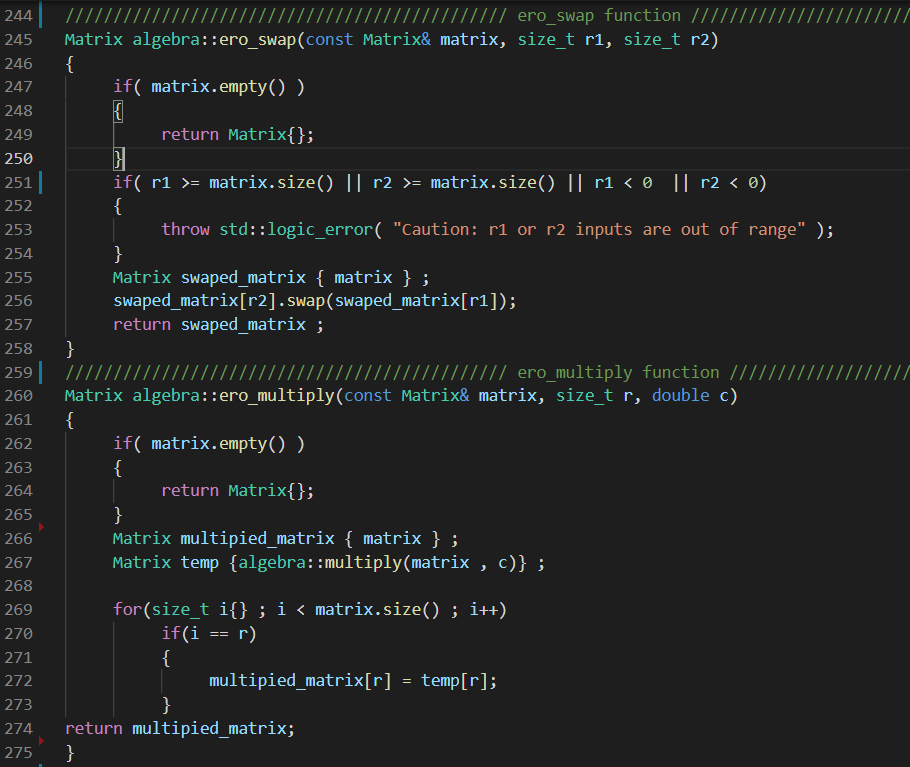 244 ////////////////////////////////////////////// ero_swap function ///////////////////////
245 Matrix algebra::ero_swap(const Matrix& matrix, size_t r1, size_t r2)
246 {
247 if( matrix.empty() )
248 {
249 return Matrix{};
250 }
251 if( r1 >= matrix.size() || r2 >= matrix.size() || r1 < 0  || r2 < 0)
252 {
253 throw std::logic_error( "Caution: r1 or r2 inputs are out of range" );
254 }
255 Matrix swaped_matrix { matrix } ;
256 swaped_matrix[r2].swap(swaped_matrix[r1]);
257 return swaped_matrix ;
258 }
259 ////////////////////////////////////////////// ero_multiply function ///////////////////
260 Matrix algebra::ero_multiply(const Matrix& matrix, size_t r, double c)
261 {
262 if( matrix.empty() )
263 {
264 return Matrix{};
265 }
266 Matrix multipied_matrix { matrix } ;
267 Matrix temp {algebra::multiply(matrix , c)} ;
268
269 for(size_t i{} ; i < matrix.size() ; i++)
270 if(i == r)
271 {
272 multipied_matrix[r] = temp[r];
273 }
274 return multipied_matrix;
275 }